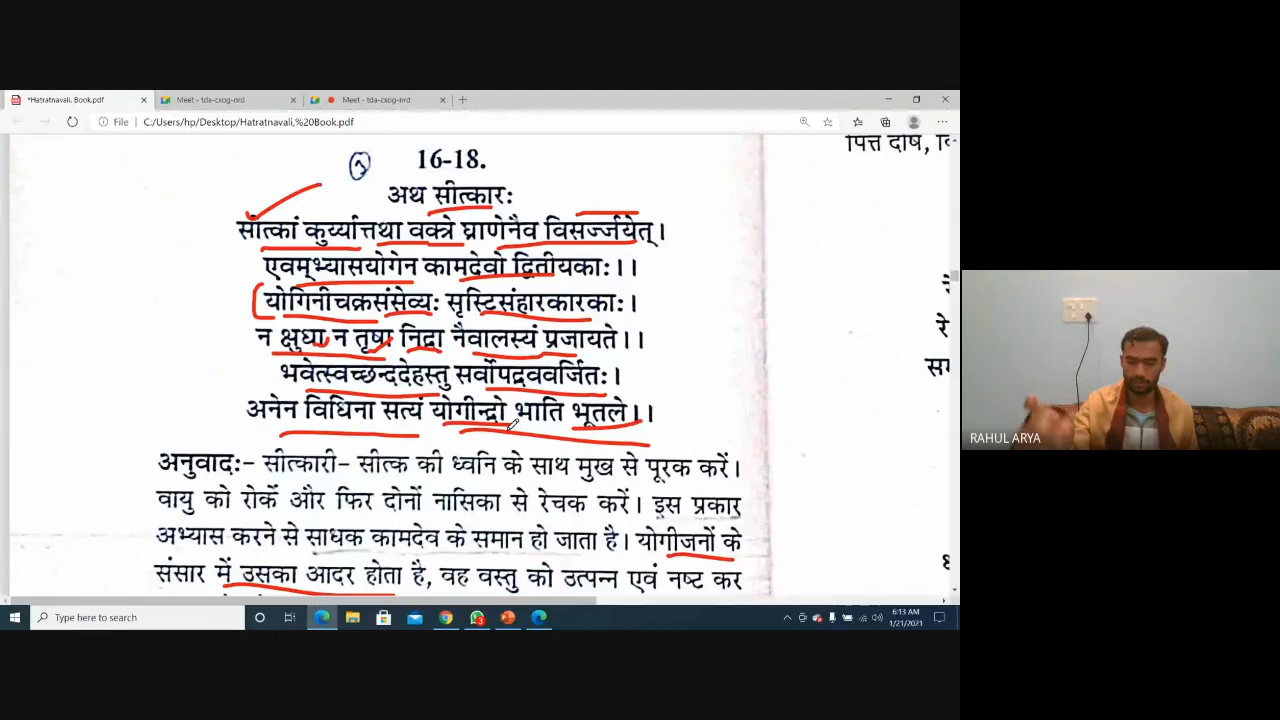 *Hatratnavali, Book.pdf
Meet - tda-cxog-nrd
Meet - tda-cxog-nrd
File
C:/Users/hp/Desktop/Hatratnavali,%20Book.pdf
16-18.
अथ सीत्कारः
सीत्कां कुर्य्यात्तथा वक्त्रे घ्राणेनैव विसर्ज्जयेत्।
एवम्भ्यासयोगेन कामदेवो द्वितीयकाः।।
योगिनीचक्रसंसेव्यः सृस्टिसंहारकारकाः।
न क्षुधा न तृषा निद्रा नैवालस्यं प्रजायते।।
भवेत्स्वच्छन्ददेहस्तु सर्वोपद्रववर्जितः।
अनेन विधिना सत्यं योगीन्द्रो भाति भूतले।।
अनुवादः- सीत्कारी- सीत्क की ध्वनि के साथ मुख से पूरक करें।
वायु को रोकें और फिर दोनों नासिका से रेचक करें। इस प्रकार
अभ्यास करने से साधक कामदेव के समान हो जाता है। योगीजनों के
संसार में उसका आदर होता है, वह वस्तु को उत्पन्न एवं नष्ट कर
पित्त दोष,
रे
सम
RAHUL ARYA
Type here to search
3
6:13 AM
1/21/2021